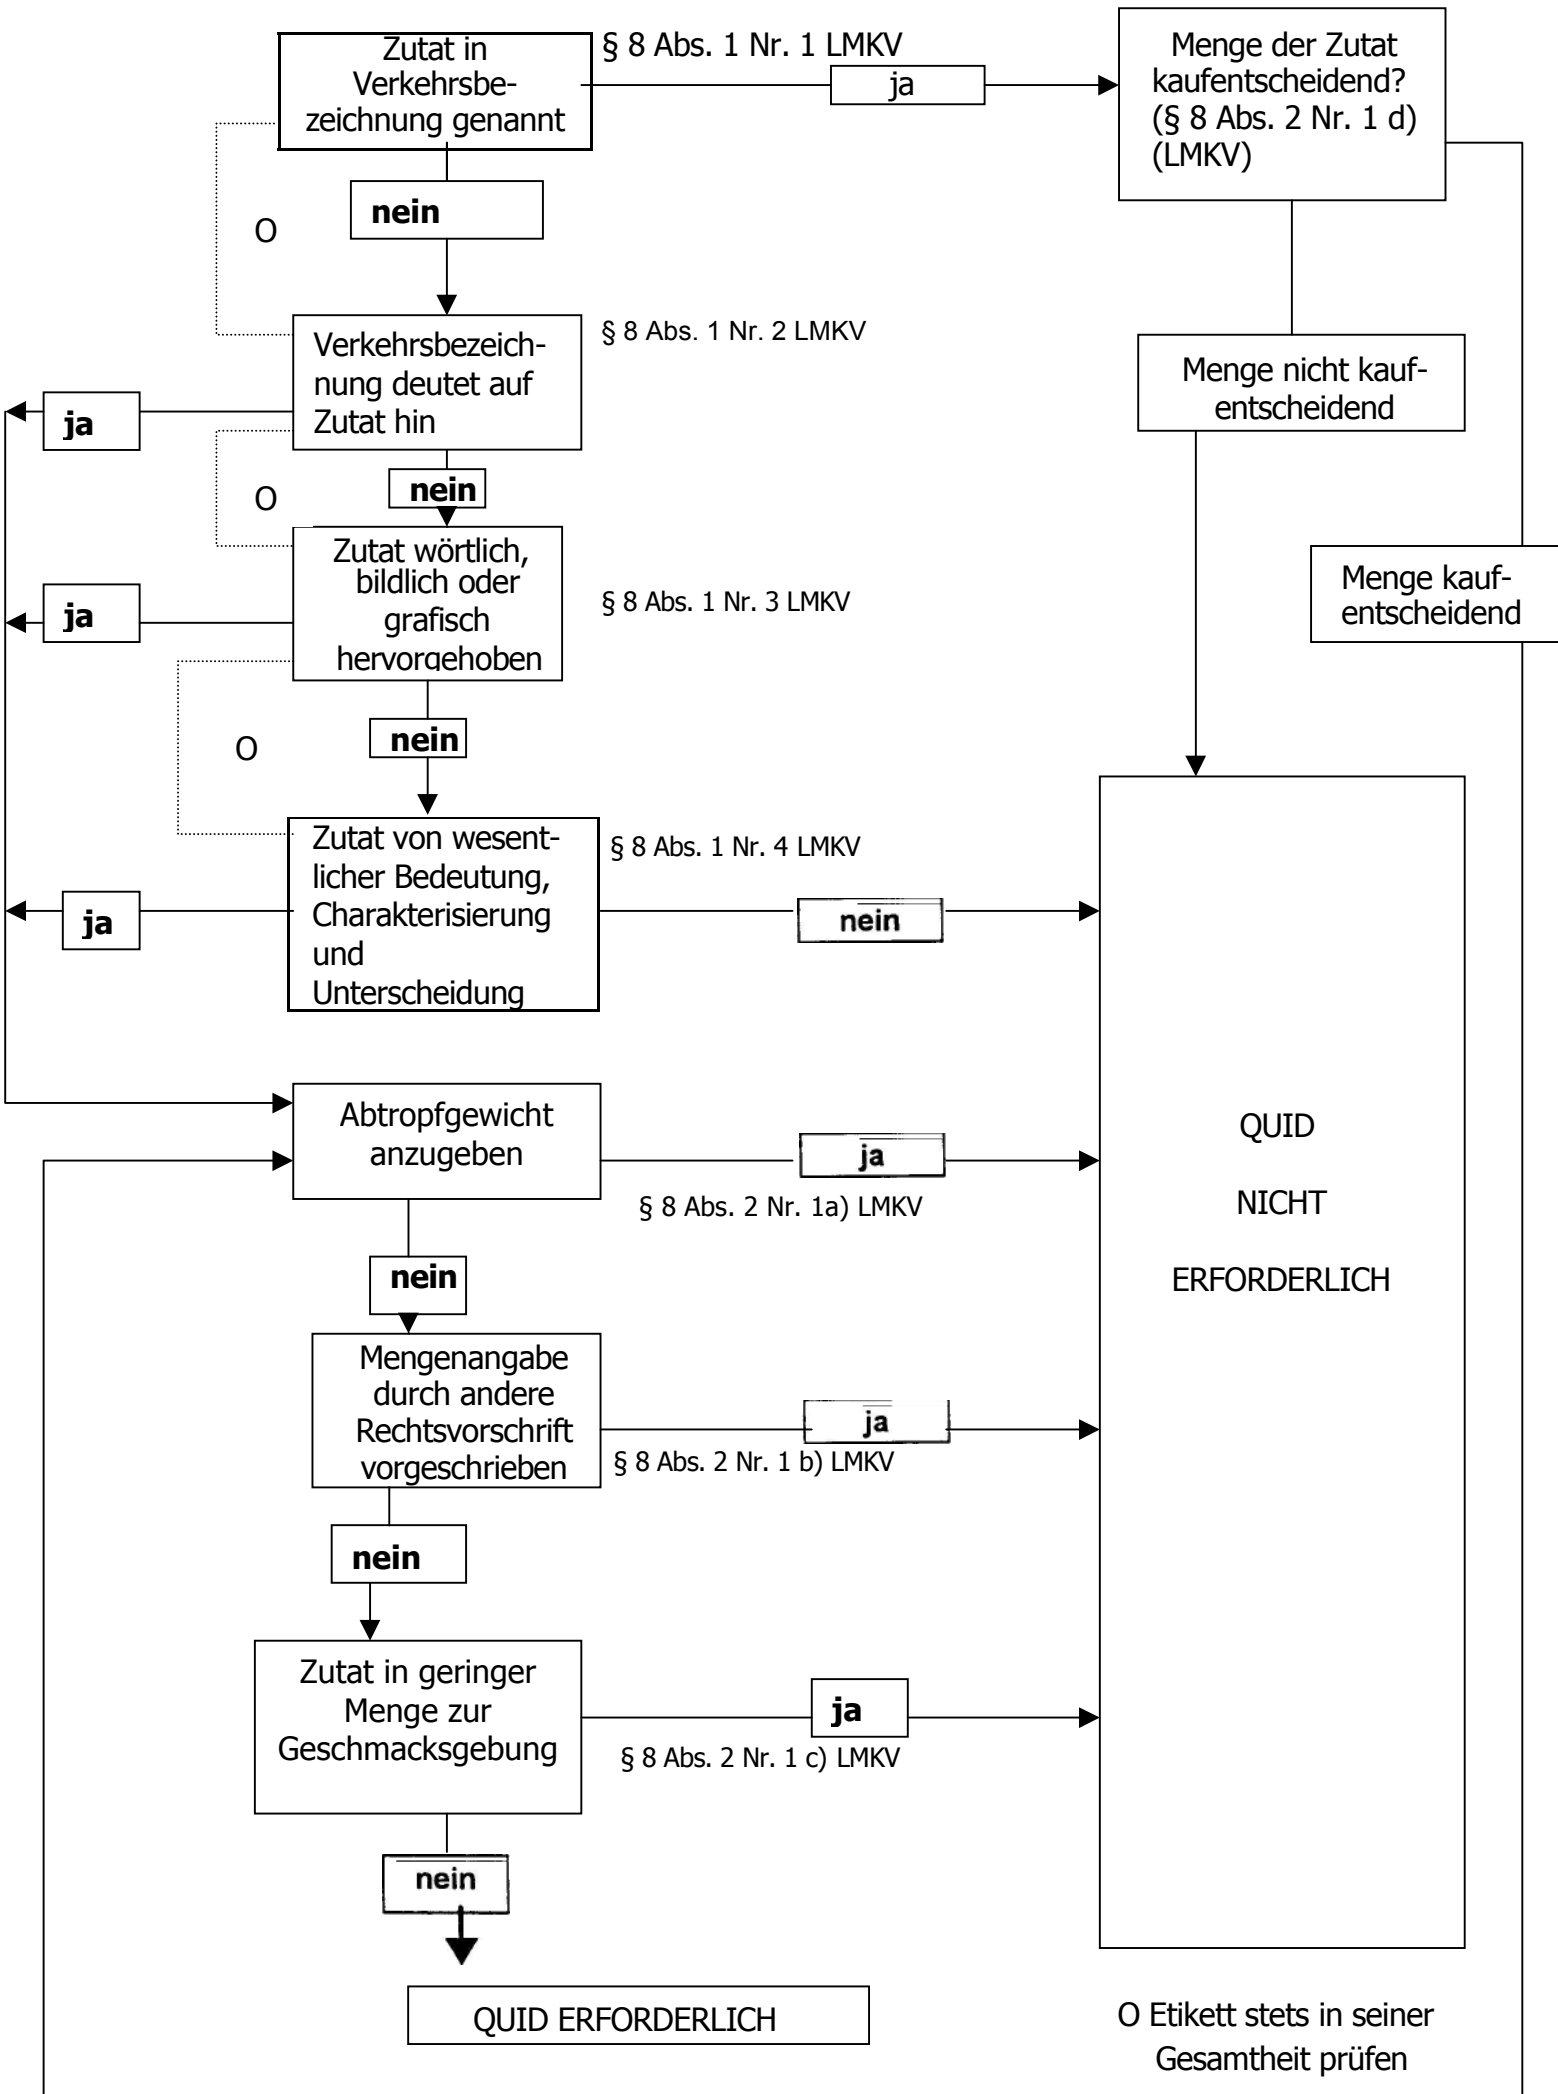 Zutat in
Verkehrsbe-
zeichnung genannt
§ 8 Abs. 1 Nr. 1 LMKV
ja
Menge der Zutat
kaufentscheidend?
(§ 8 Abs. 2 Nr. 1 d)
(LMKV)
nein
O
Verkehrsbezeich-
nung deutet auf
Zutat hin
§ 8 Abs. 1 Nr. 2 LMKV
Menge nicht kauf-
entscheidend
ja
nein
O
Zutat wörtlich,
bildlich oder
grafisch
hervorgehoben
§ 8 Abs. 1 Nr. 3 LMKV
ja
Menge kauf-
entscheidend
nein
O
Zutat von wesent-
licher Bedeutung,
Charakterisierung
und
Unterscheidung
§ 8 Abs. 1 Nr. 4 LMKV
ja
nein
Abtropfgewicht
anzugeben
ja
§ 8 Abs. 2 Nr. 1a) LMKV
QUID
NICHT
ERFORDERLICH
nein
Mengenangabe
durch andere
Rechtsvorschrift
vorgeschrieben
ja
§ 8 Abs. 2 Nr. 1 b) LMKV
nein
Zutat in geringer
Menge zur
Geschmacksgebung
ja
§ 8 Abs. 2 Nr. 1 c) LMKV
nein
QUID ERFORDERLICH
O Etikett stets in seiner
Gesamtheit prüfen